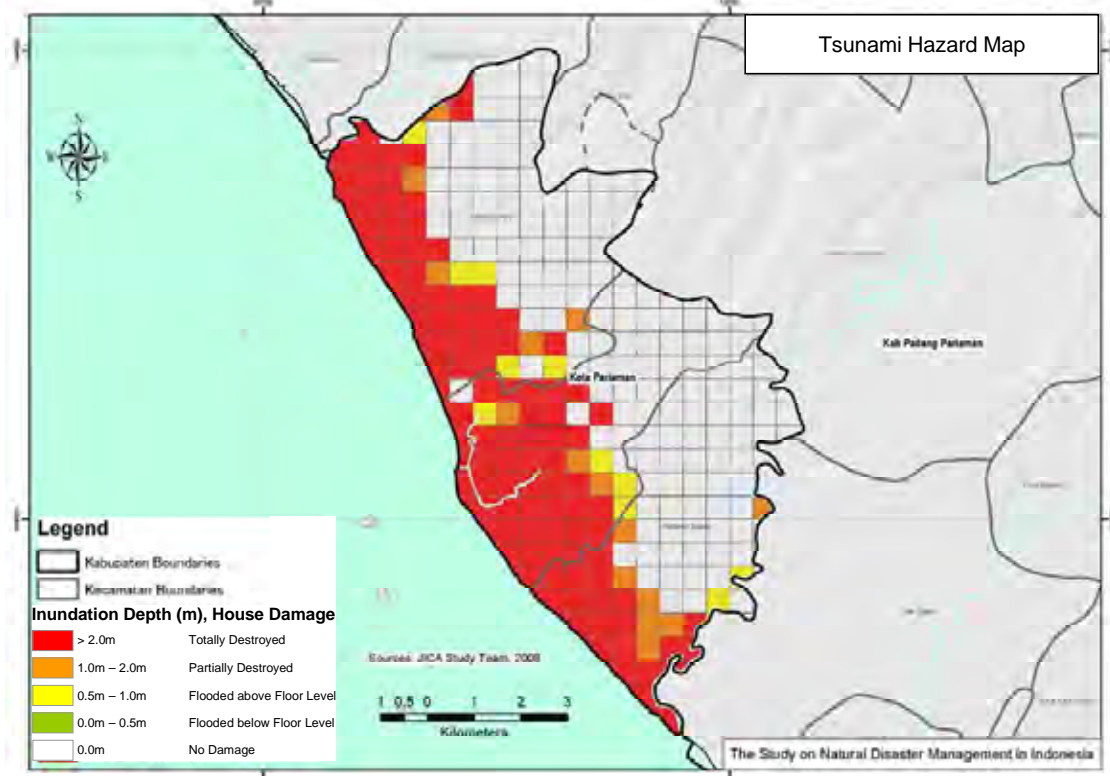 Tsunami Hazard Map
N
W
S
Kab Padang Pariaman
Kota Pariaman
Legend
Kabupaten Boundaries
Kecamatan Boundaries
Inundation Depth (m), House Damage
> 2.0m Totally Destroyed
1.0m – 2.0m Partially Destroyed
0.5m – 1.0m Flooded above Floor Level
0.0m – 0.5m Flooded below Floor Level
0.0m No Damage
Sources: JICA Study Team, 2008
1 0.5 0 1 2 3
Kilometers
The Study on Natural Disaster Management in Indonesia